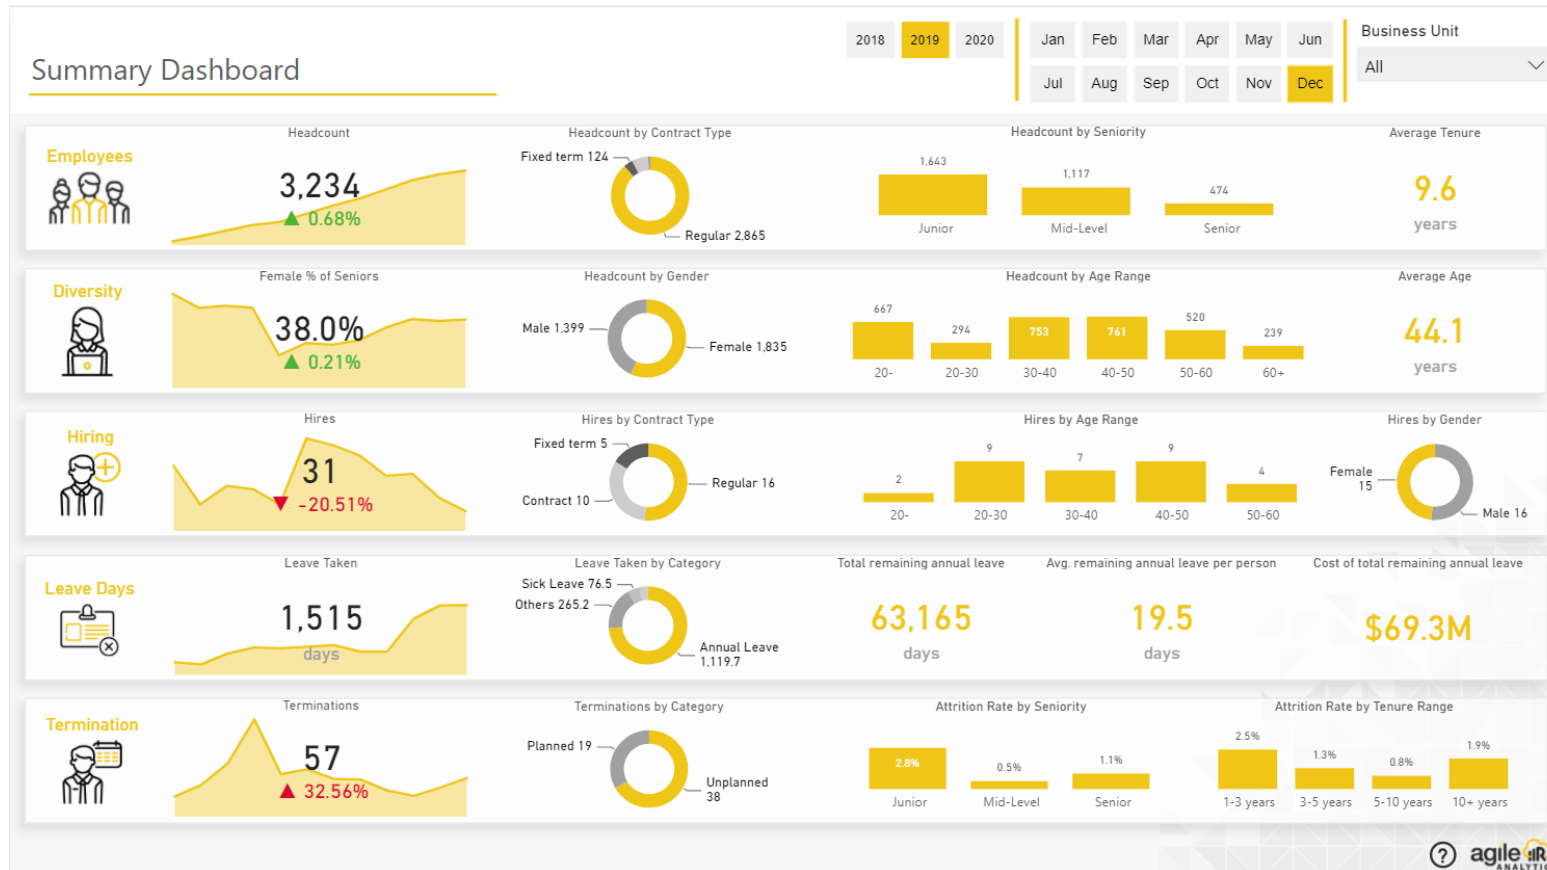 2018 2019 2020
Jan Feb Mar Apr May Jun
Jul Aug Sep Oct Nov Dec
Business Unit
All
Summary Dashboard
Employees
Headcount
3,234
0.68%
Headcount by Contract Type
Fixed term 124
Regular 2,865
Headcount by Seniority
1,643 1,117 474
Junior Mid-Level Senior
Average Tenure
9.6
years
Diversity
Female % of Seniors
38.0%
0.21%
Headcount by Gender
Male 1,399
Female 1,835
Headcount by Age Range
667 294 753 761 520 239
20- 20-30 30-40 40-50 50-60 60+
Average Age
44.1
years
Hiring
Hires
31
-20.51%
Hires by Contract Type
Fixed term 5
Regular 16
Contract 10
Hires by Age Range
2 9 7 9 4
20- 20-30 30-40 40-50 50-60
Hires by Gender
Female
15
Male 16
Leave Days
Leave Taken
1,515
days
Leave Taken by Category
Sick Leave 76.5
Others 265.2
Annual Leave
1,119.7
Total remaining annual leave
63,165
days
Avg. remaining annual leave per person
19.5
days
Cost of total remaining annual leave
$69.3M
Termination
Terminations
57
32.56%
Terminations by Category
Planned 19
Unplanned
38
Attrition Rate by Seniority
2.8% 0.5% 1.1%
Junior Mid-Level Senior
Attrition Rate by Tenure Range
2.5% 1.3% 0.8% 1.9%
1-3 years 3-5 years 5-10 years 10+ years
?
agile